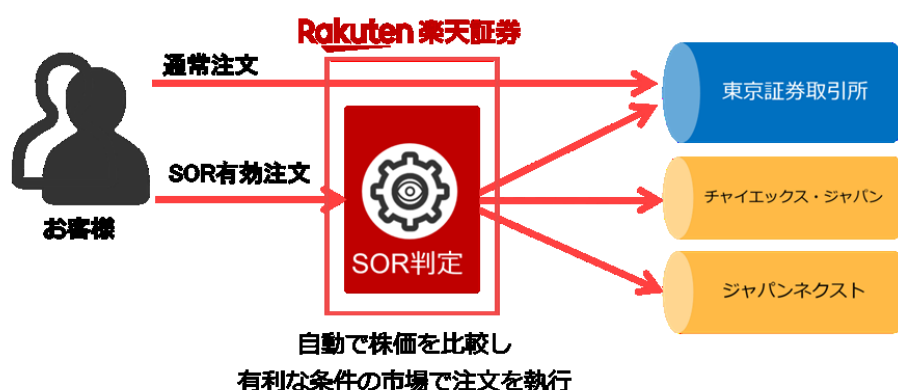 Rakuten 楽天証券
通常注文
東京証券取引所
SOR有効注文
チャイエックス・ジャパン
お客様
SOR判定
ジャパンネクスト
自動で株価を比較し
有利な条件の市場で注文を執行